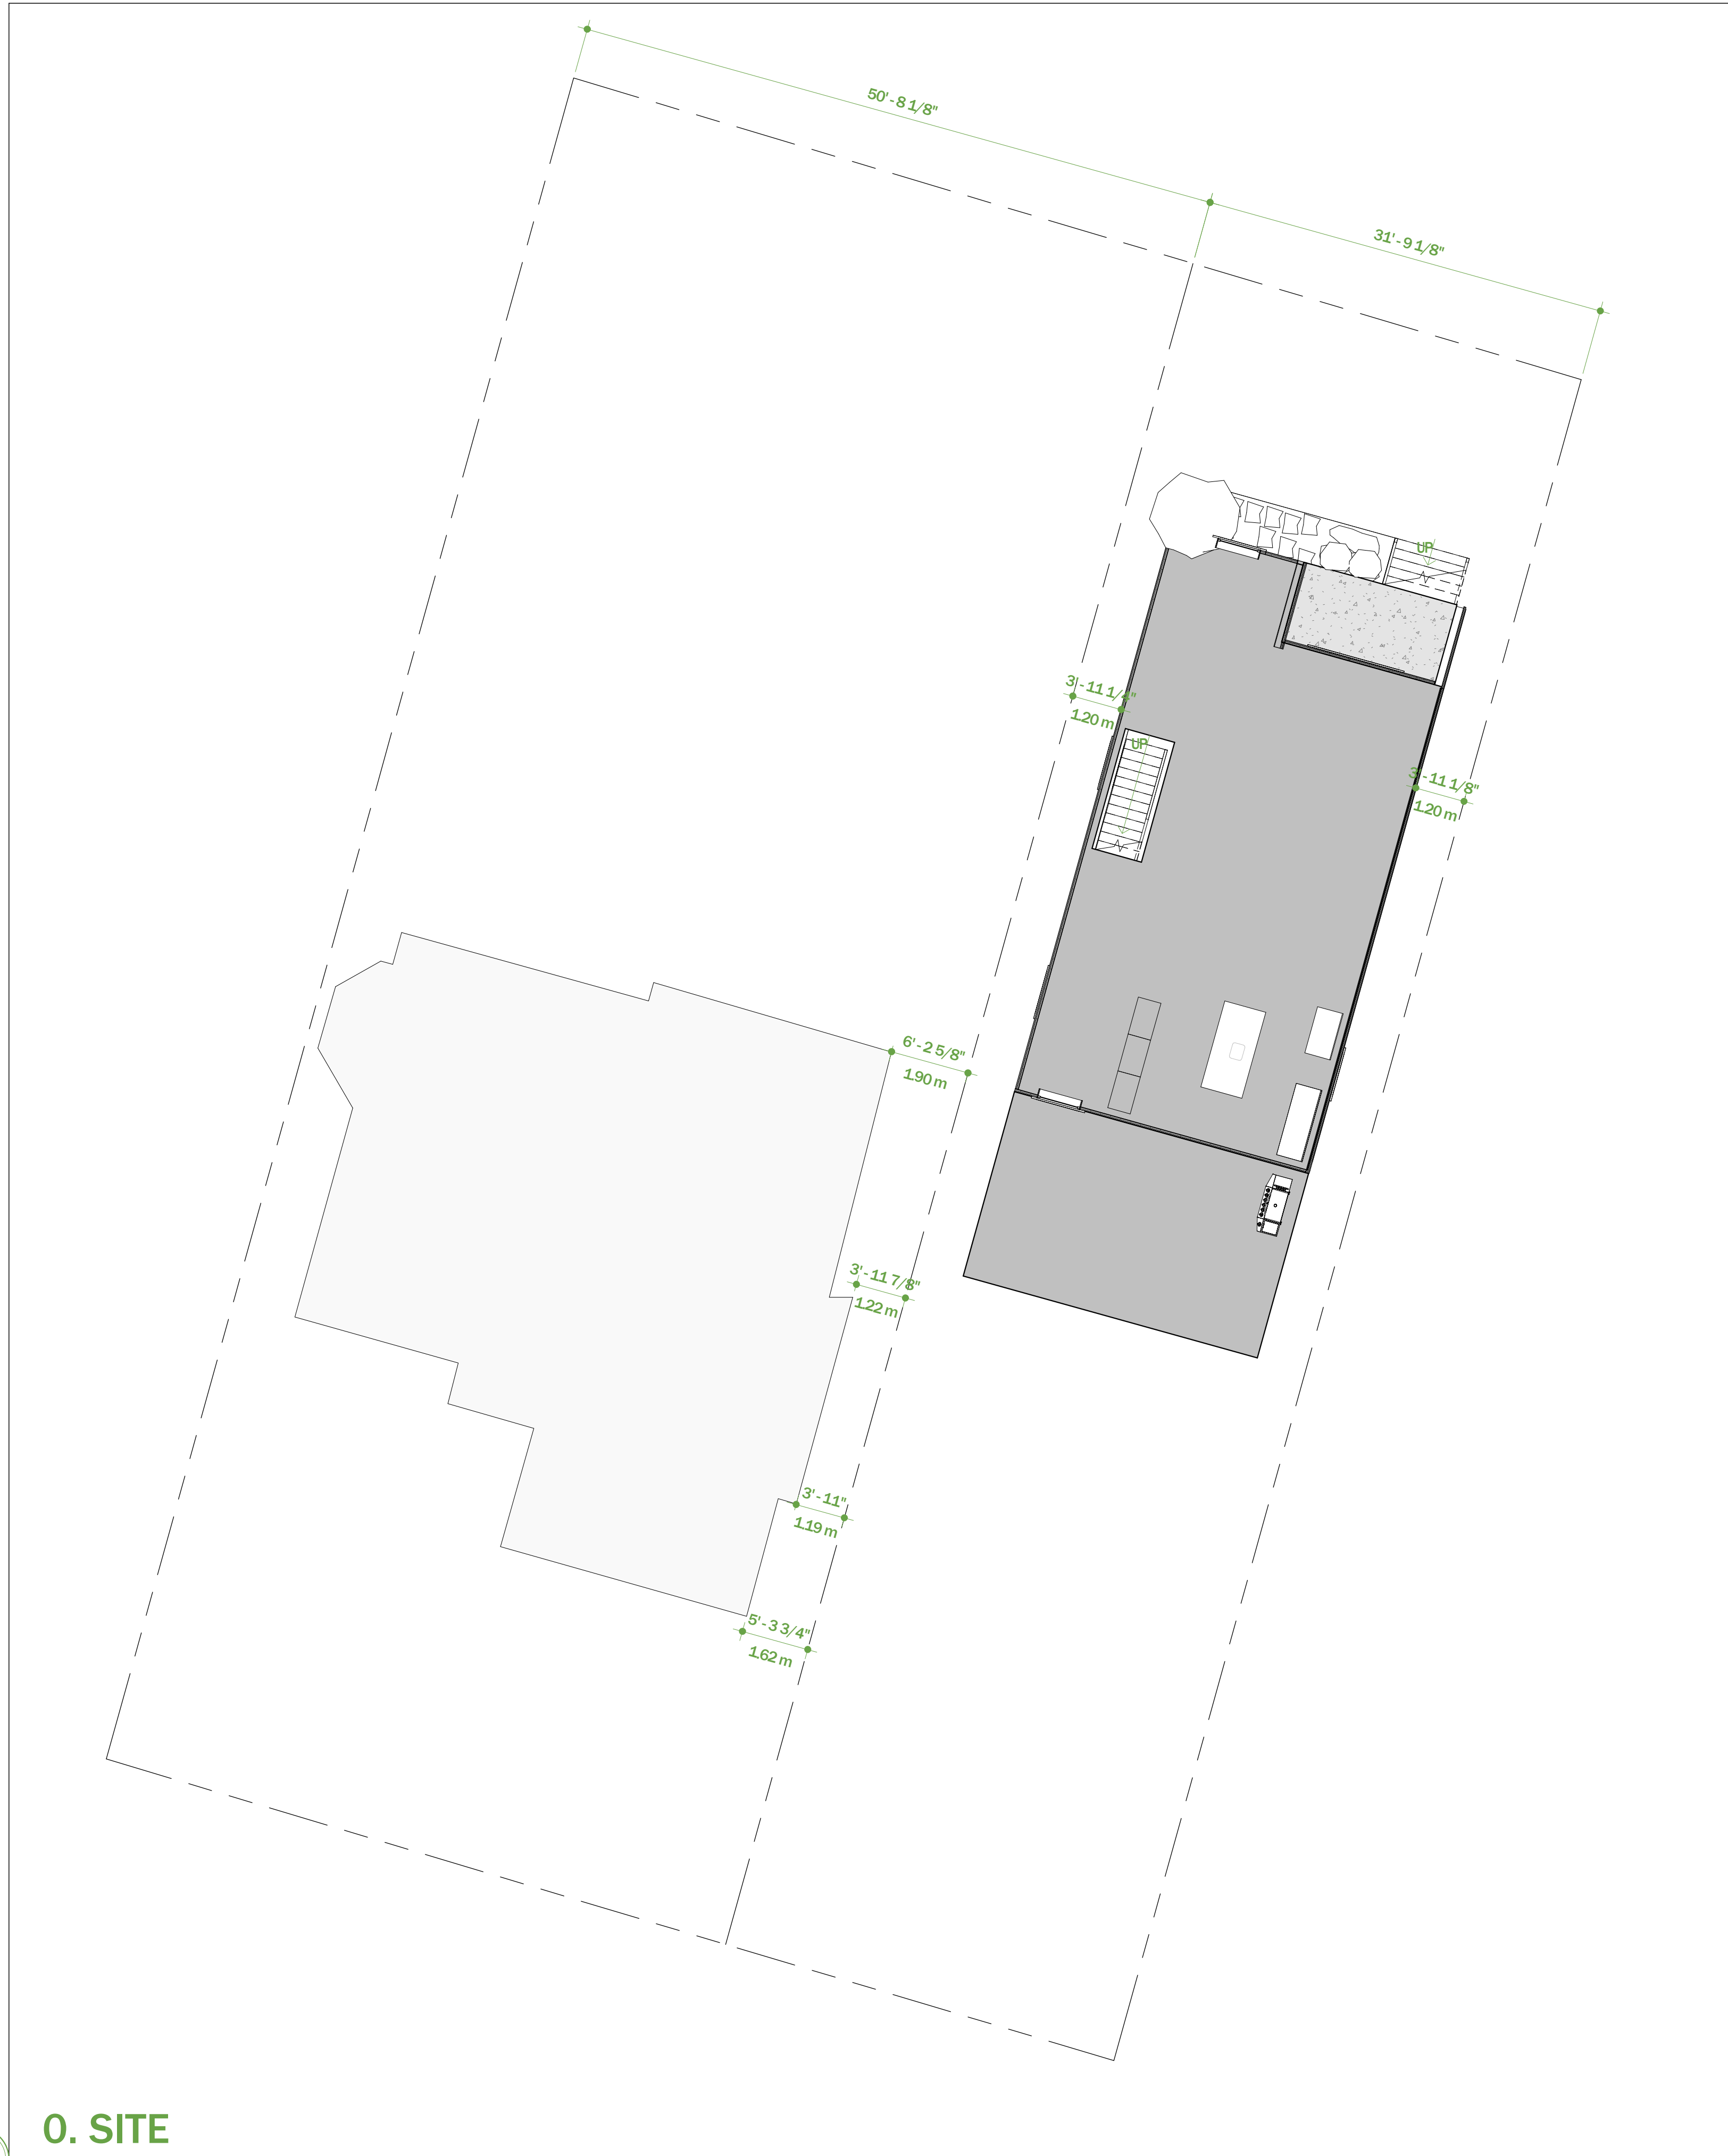 50'-8 1/8"
31'-9 1/8"
UP
3'-11 1/4"
1.20 m
UP
3'-11 1/8"
1.20 m
6'-2 5/8"
1.90 m
3'-11 7/8"
1.22 m
3'-11"
1.19 m
5'-3 3/4"
1.62 m
0. SITE